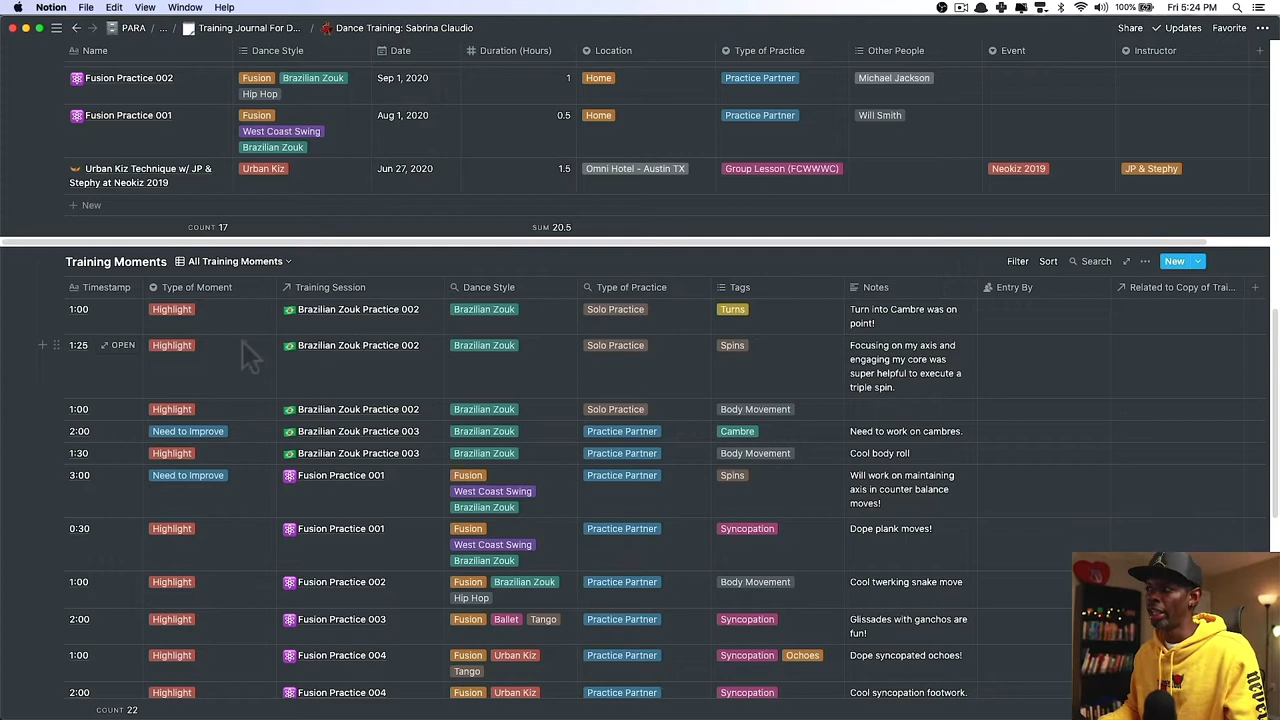 Notion File Edit View Window Help 100% Fri 5:24 PM
PARA / ... / Training Journal For D... / Dance Training: Sabrina Claudio Share Updates Favorite ...
Aa Name Dance Style Date # Duration (Hours) Location Type of Practice Other People Event Instructor +
Fusion Practice 002 Fusion Brazilian Zouk Sep 1, 2020 1 Home Practice Partner Michael Jackson
Hip Hop
Fusion Practice 001 Fusion Aug 1, 2020 0.5 Home Practice Partner Will Smith
West Coast Swing
Brazilian Zouk
Urban Kiz Technique w/ JP & Urban Kiz Jun 27, 2020 1.5 Omni Hotel - Austin TX Group Lesson (FCWWWC) Neokiz 2019 JP & Stephy
Stephy at Neokiz 2019
+ New
COUNT 17 SUM 20.5
Training Moments All Training Moments Filter Sort Search ... New
Aa Timestamp Type of Moment Training Session Dance Style Type of Practice Tags Notes Entry By Related to Copy of Trai... +
1:00 Highlight Brazilian Zouk Practice 002 Brazilian Zouk Solo Practice Turns Turn into Cambre was on
point!
1:25 OPEN Highlight Brazilian Zouk Practice 002 Brazilian Zouk Solo Practice Spins Focusing on my axis and
engaging my core was
super helpful to execute a
triple spin.
1:00 Highlight Brazilian Zouk Practice 002 Brazilian Zouk Solo Practice Body Movement
2:00 Need to Improve Brazilian Zouk Practice 003 Brazilian Zouk Practice Partner Cambre Need to work on cambres.
1:30 Highlight Brazilian Zouk Practice 003 Brazilian Zouk Practice Partner Body Movement Cool body roll
3:00 Need to Improve Fusion Practice 001 Fusion Practice Partner Spins Will work on maintaining
West Coast Swing axis in counter balance
Brazilian Zouk moves!
0:30 Highlight Fusion Practice 001 Fusion Practice Partner Syncopation Dope plank moves!
West Coast Swing
Brazilian Zouk
1:00 Highlight Fusion Practice 002 Fusion Brazilian Zouk Practice Partner Body Movement Cool twerking snake move
Hip Hop
2:00 Highlight Fusion Practice 003 Fusion Ballet Tango Practice Partner Syncopation Glissades with ganchos are
fun!
1:00 Highlight Fusion Practice 004 Fusion Urban Kiz Practice Partner Syncopation Ochoes Dope syncopated ochoes!
Tango
2:00 Highlight Fusion Practice 004 Fusion Urban Kiz Practice Partner Syncopation Cool syncopation footwork.
COUNT 22